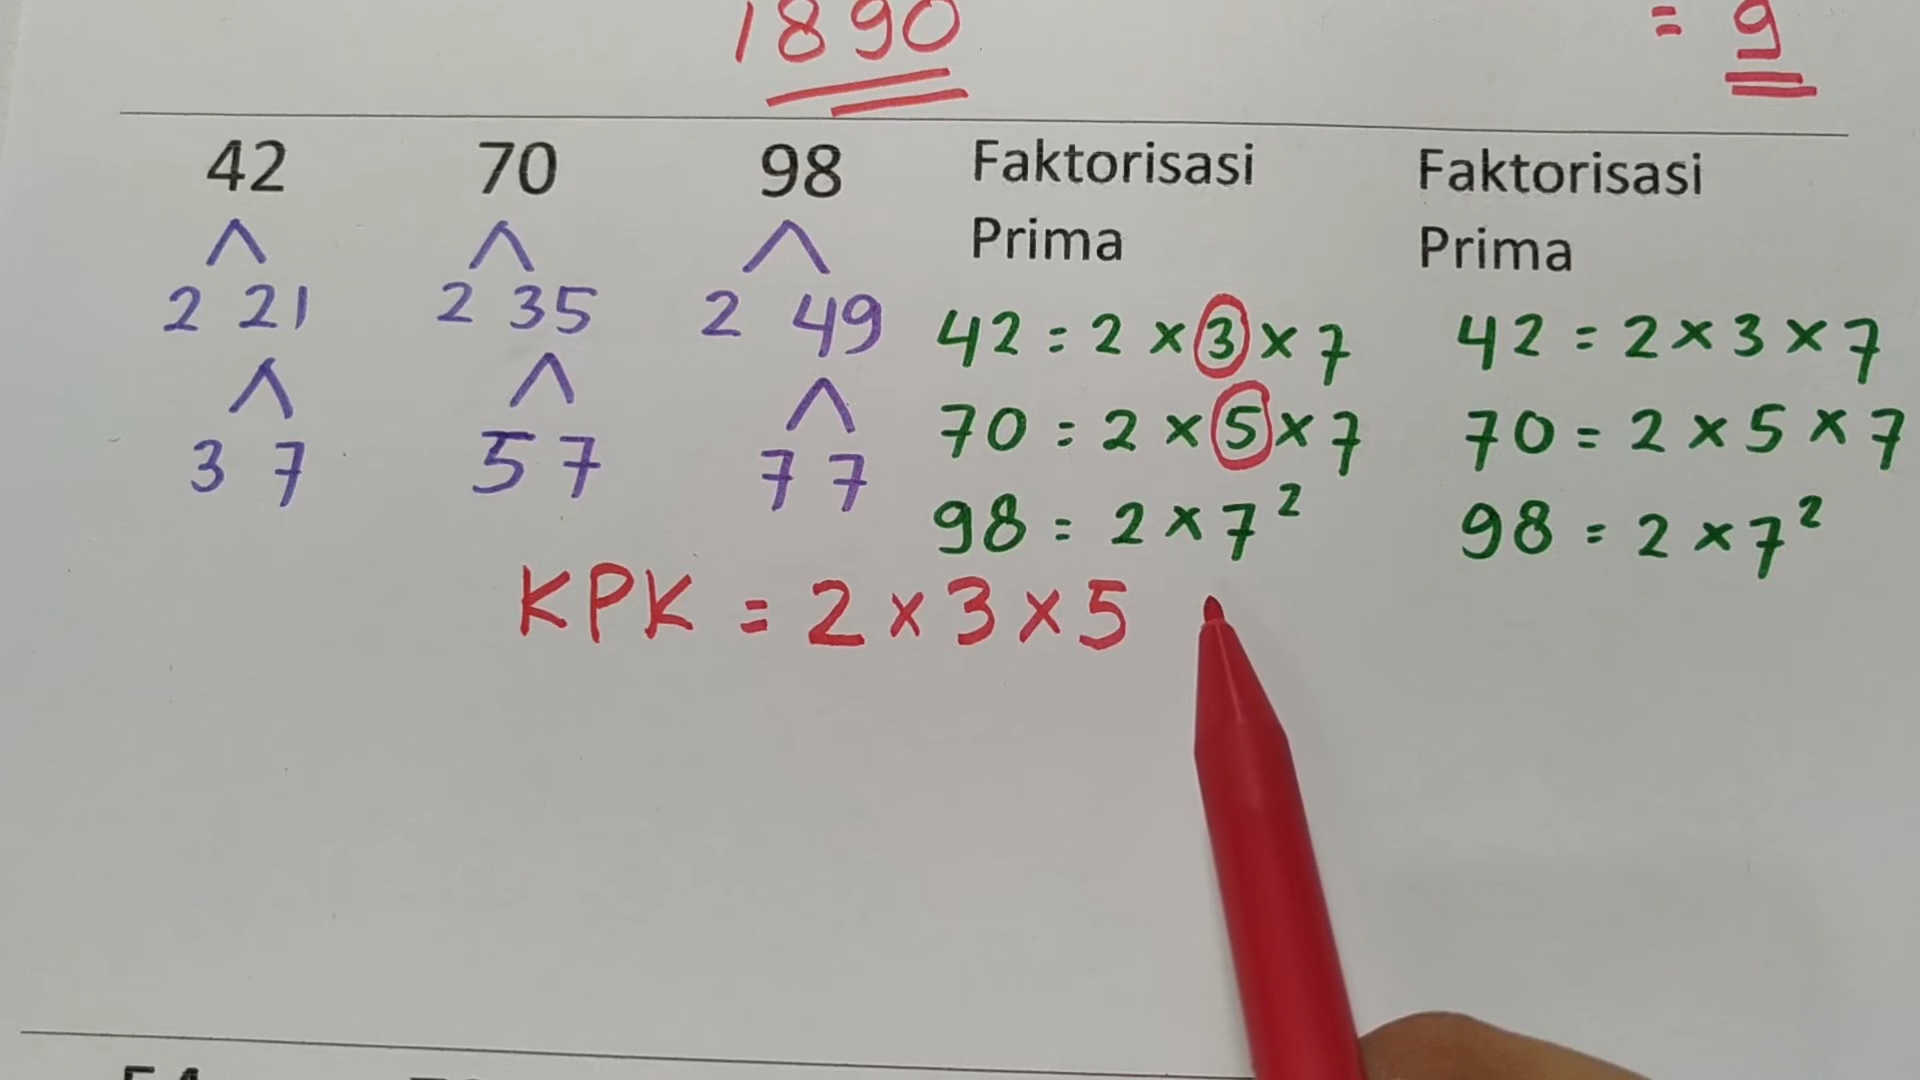 1890
= 9
42 70 98 Faktorisasi Prima Faktorisasi Prima
2 21 2 35 2 49
3 7 5 7 7 7
42 = 2 × 3 × 7 42 = 2 × 3 × 7
70 = 2 × 5 × 7 70 = 2 × 5 × 7
98 = 2 × 7² 98 = 2 × 7²
KPK = 2 × 3 × 5